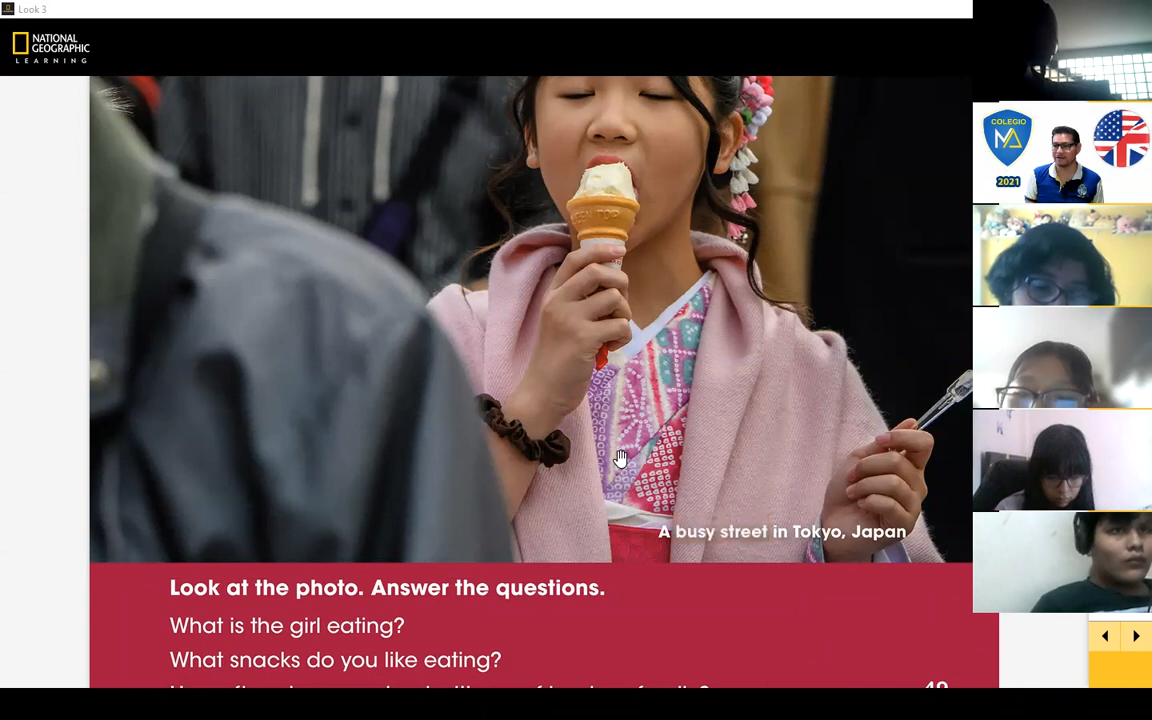 Look 3
NATIONAL
GEOGRAPHIC
LEARNING
COLEGIO
MA
2021
A busy street in Tokyo, Japan
Look at the photo. Answer the questions.
What is the girl eating?
What snacks do you like eating?